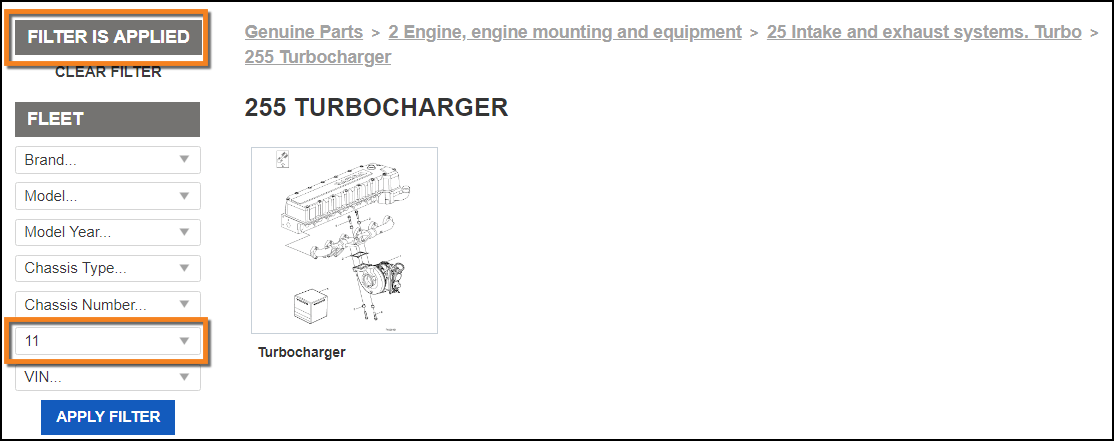 FILTER IS APPLIED
CLEAR FILTER
FLEET
Brand...
Model...
Model Year...
Chassis Type...
Chassis Number...
11
VIN...
APPLY FILTER
Genuine Parts > 2 Engine, engine mounting and equipment > 25 Intake and exhaust systems. Turbo >
255 Turbocharger
255 TURBOCHARGER
Turbocharger